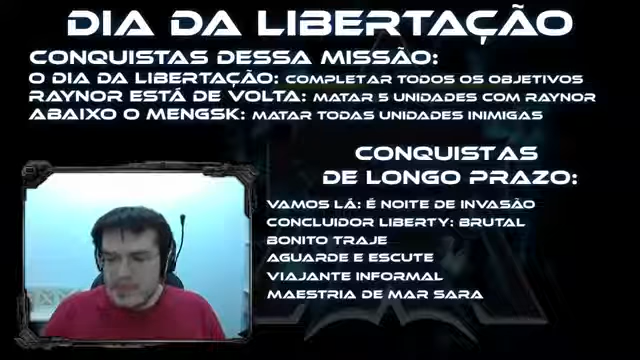 DIA DA LIBERTAÇÃO
CONQUISTAS DESSA MISSÃO:
O DIA DA LIBERTAÇÃO: COMPLETAR TODOS OS OBJETIVOS
RAYNOR ESTÁ DE VOLTA: MATAR 5 UNIDADES COM RAYNOR
ABAIXO O MENGSK: MATAR TODAS UNIDADES INIMIGAS
CONQUISTAS
DE LONGO PRAZO:
VAMOS LÁ: É NOITE DE INVASÃO
CONCLUIDOR LIBERTY: BRUTAL
BONITO TRAJE
AGUARDE E ESCUTE
VIAJANTE INFORMAL
MAESTRIA DE MAR SARA